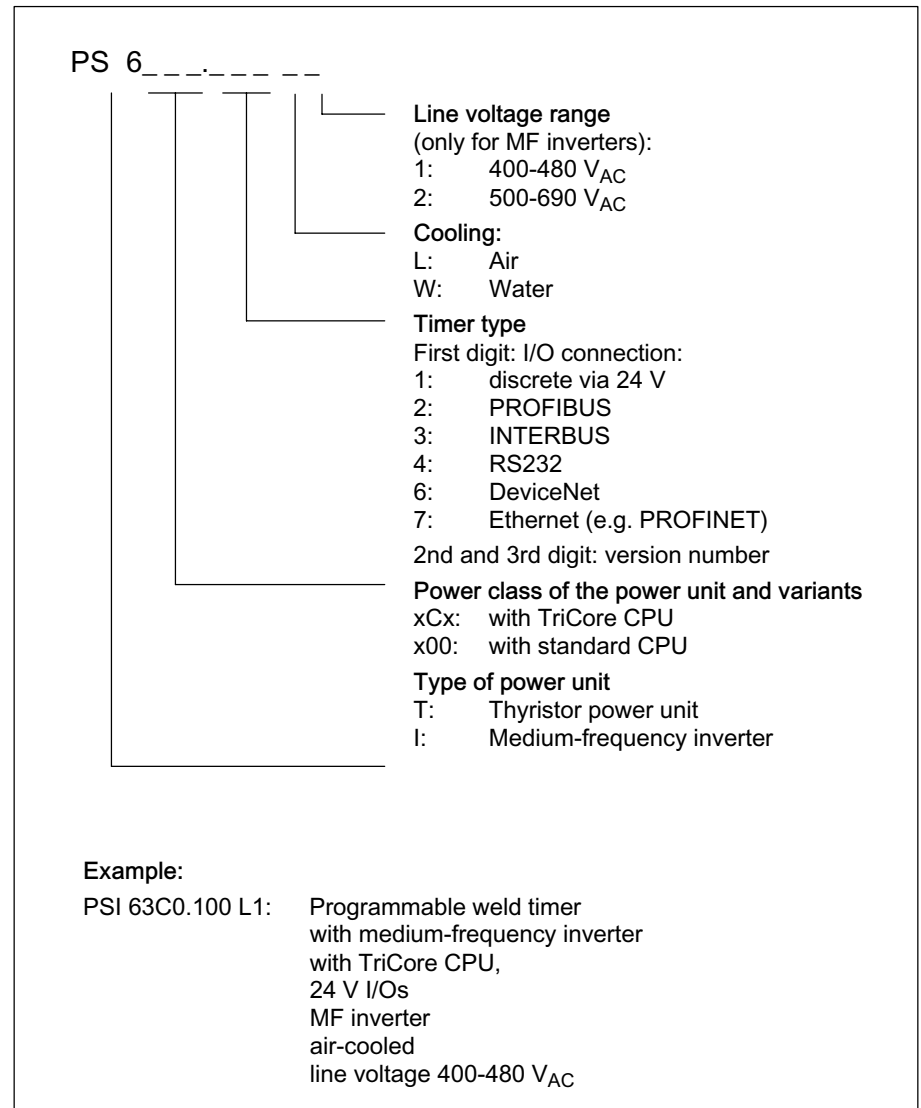 PS 6_ _ _._ _ _ _ _
Line voltage range
(only for MF inverters):
1: 400-480 VAC
2: 500-690 VAC
Cooling:
L: Air
W: Water
Timer type
First digit: I/O connection:
1: discrete via 24 V
2: PROFIBUS
3: INTERBUS
4: RS232
6: DeviceNet
7: Ethernet (e.g. PROFINET)
2nd and 3rd digit: version number
Power class of the power unit and variants
xCx: with TriCore CPU
x00: with standard CPU
Type of power unit
T: Thyristor power unit
I: Medium-frequency inverter
Example:
PSI 63C0.100 L1: Programmable weld timer
with medium-frequency inverter
with TriCore CPU,
24 V I/Os
MF inverter
air-cooled
line voltage 400-480 VAC